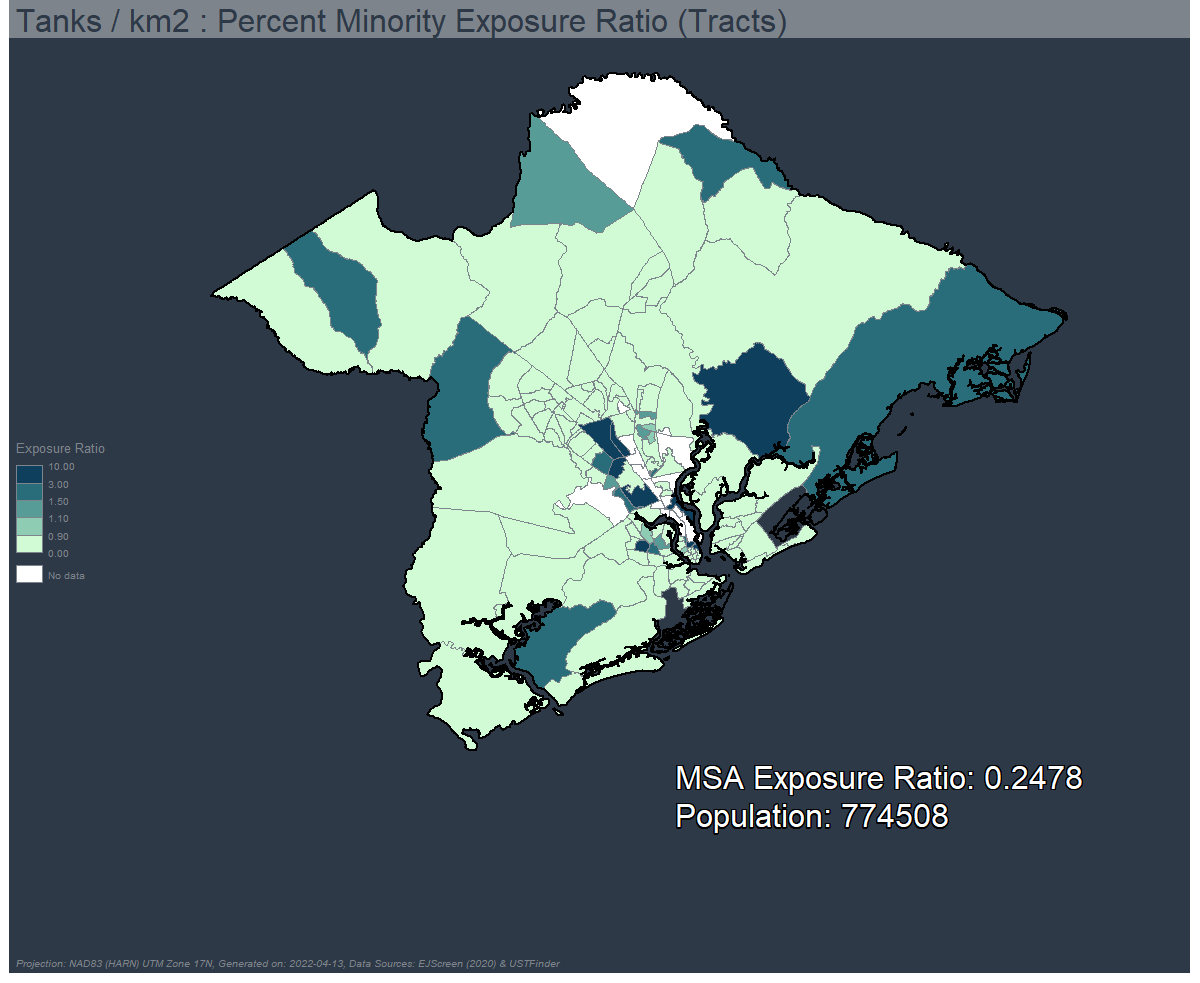 Tanks / km2 : Percent Minority Exposure Ratio (Tracts)
Exposure Ratio
10.00
3.00
1.50
1.10
0.90
0.00
No data
MSA Exposure Ratio: 0.2478
Population: 774508
Projection: NAD83 (HARN) UTM Zone 17N, Generated on: 2022-04-13, Data Sources: EJScreen (2020) & USTFinder